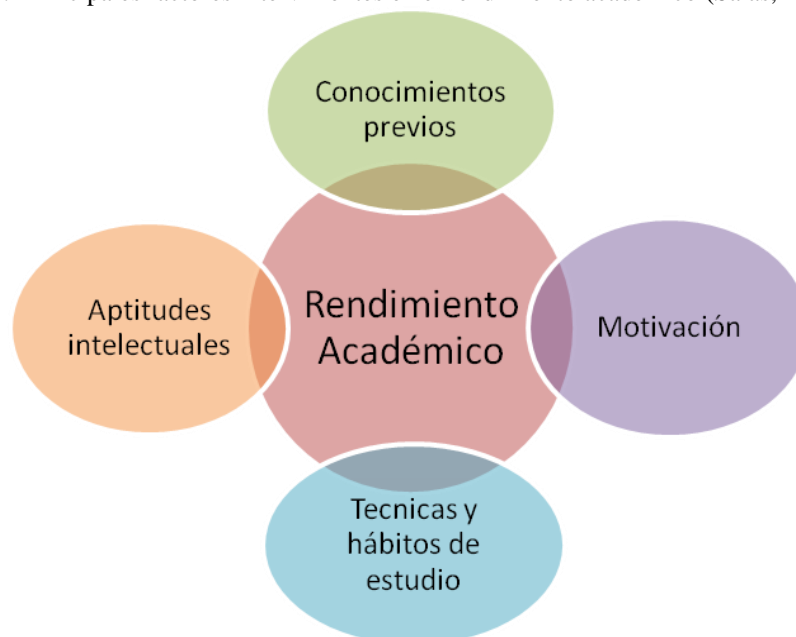 Conocimientos
previos
Aptitudes
intelectuales
Rendimiento
Académico
Motivación
Tecnicas y
hábitos de
estudio